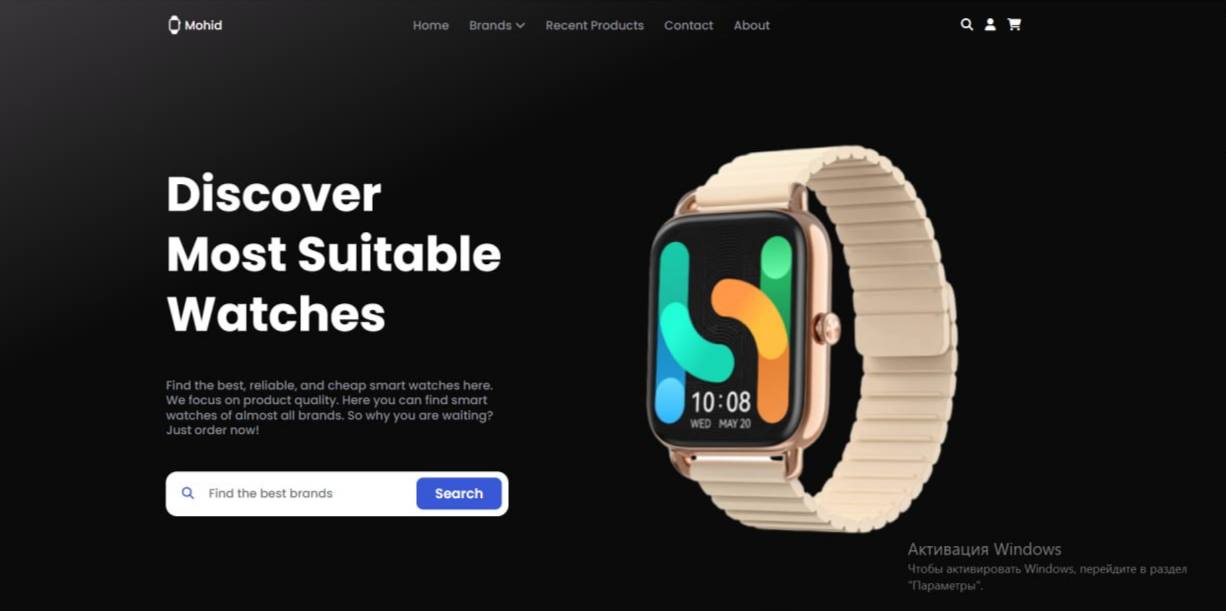 Mohid
Home Brands Recent Products Contact About
Discover
Most Suitable
Watches
Find the best, reliable, and cheap smart watches here.
We focus on product quality. Here you can find smart
watches of almost all brands. So why you are waiting?
Just order now!
Find the best brands Search
10:08
WED MAY 20
Активация Windows
Чтобы активировать Windows, перейдите в раздел
"Параметры".